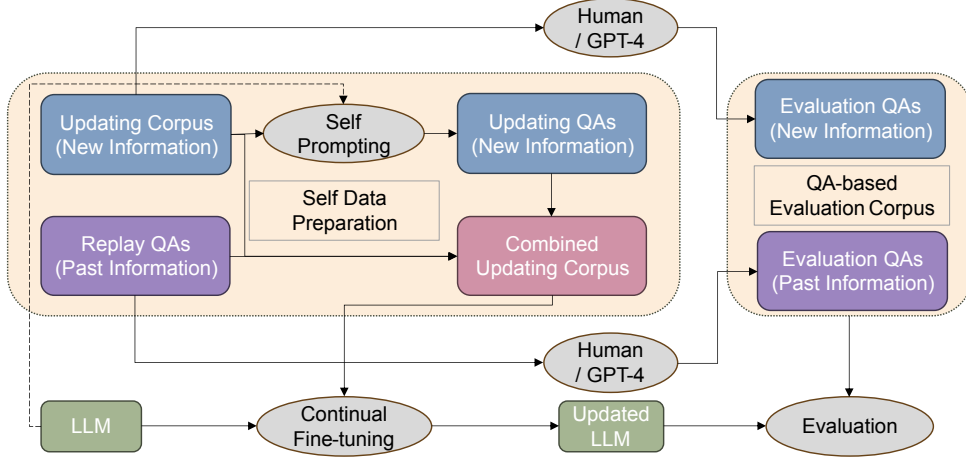 Human
/ GPT-4
Updating Corpus
(New Information)
Self
Prompting
Updating QAs
(New Information)
Evaluation QAs
(New Information)
Self Data
Preparation
QA-based
Evaluation Corpus
Replay QAs
(Past Information)
Combined
Updating Corpus
Evaluation QAs
(Past Information)
Human
/ GPT-4
LLM
Continual
Fine-tuning
Updated
LLM
Evaluation